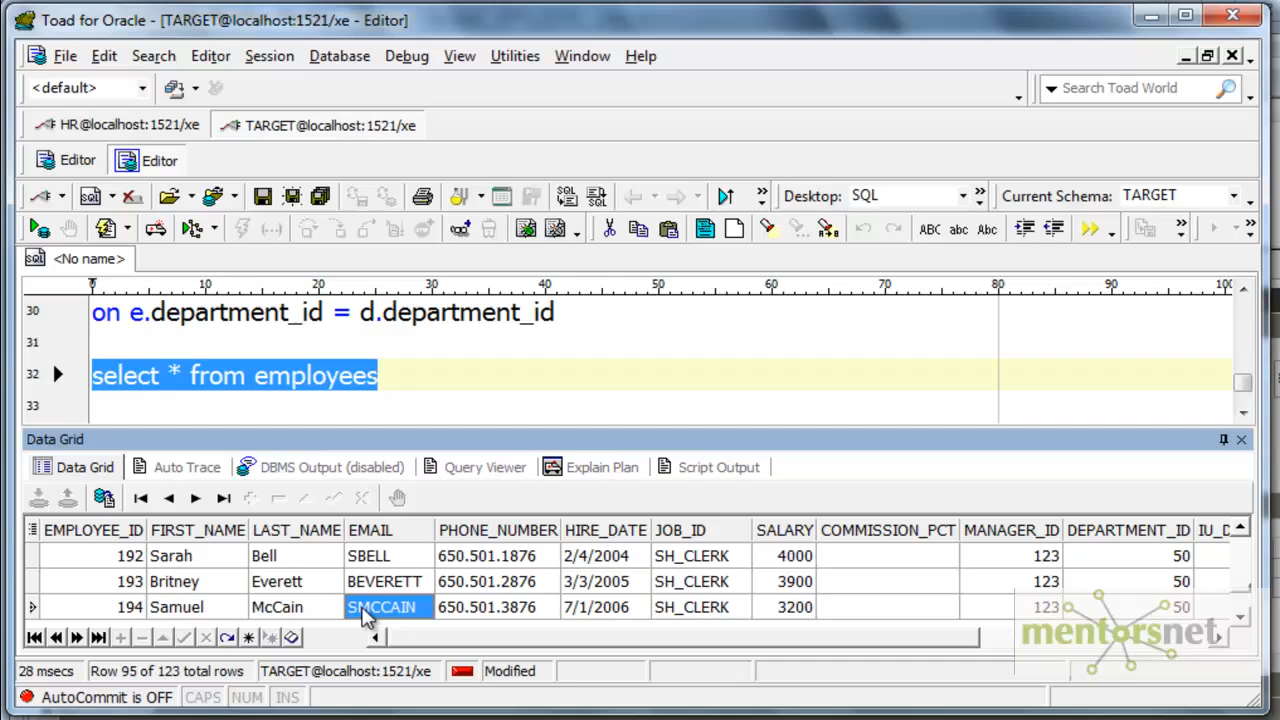 Toad for Oracle - [TARGET@localhost:1521/xe - Editor]
File Edit Search Editor Session Database Debug View Utilities Window Help
<default> Search Toad World
HR@localhost:1521/xe TARGET@localhost:1521/xe
Editor Editor
SQL SQL SQL Desktop: SQL Current Schema: TARGET
ABC abc Abc
SQL <No name>
0 10 20 30 40 50 60 70 80 90 100
30 on e.department_id = d.department_id
31
32 select * from employees
33
Data Grid
Data Grid Auto Trace DBMS Output (disabled) Query Viewer Explain Plan Script Output
EMPLOYEE_ID FIRST_NAME LAST_NAME EMAIL PHONE_NUMBER HIRE_DATE JOB_ID SALARY COMMISSION_PCT MANAGER_ID DEPARTMENT_ID IU_D
192 Sarah Bell SBELL 650.501.1876 2/4/2004 SH_CLERK 4000 123 50
193 Britney Everett BEVERETT 650.501.2876 3/3/2005 SH_CLERK 3900 123 50
194 Samuel McCain SMCCAIN 650.501.3876 7/1/2006 SH_CLERK 3200 123 50
mentorsnet
28 msecs Row 95 of 123 total rows TARGET@localhost:1521/xe Modified
AutoCommit is OFF CAPS NUM INS